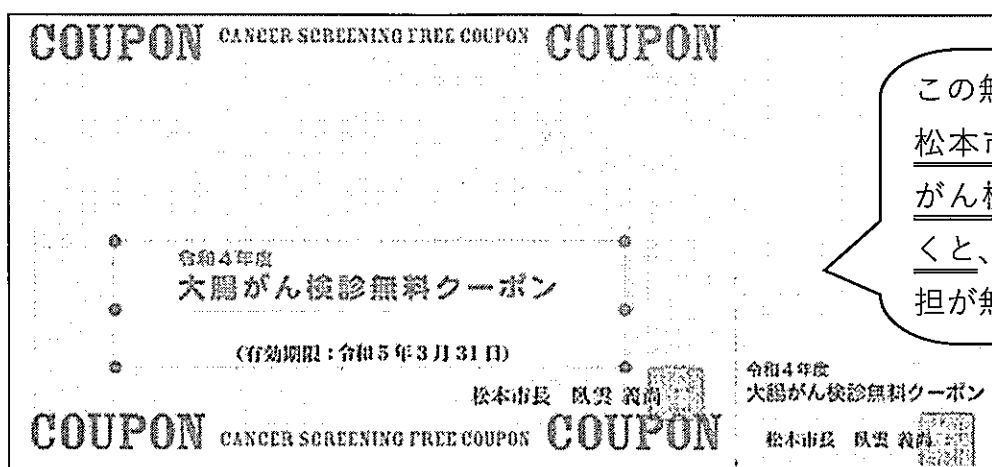 COUPON CANCER SCREENING FREE COUPON COUPON
令和4年度
大腸がん検診無料クーポン
(有効期限:令和5年3月31日)
松本市長 臥雲 義尚
COUPON CANCER SCREENING FREE COUPON COUPON
この無
松本市
がん検
くと、
担が無
令和4年度
大腸がん検診無料クーポン
松本市長 臥雲 義尚